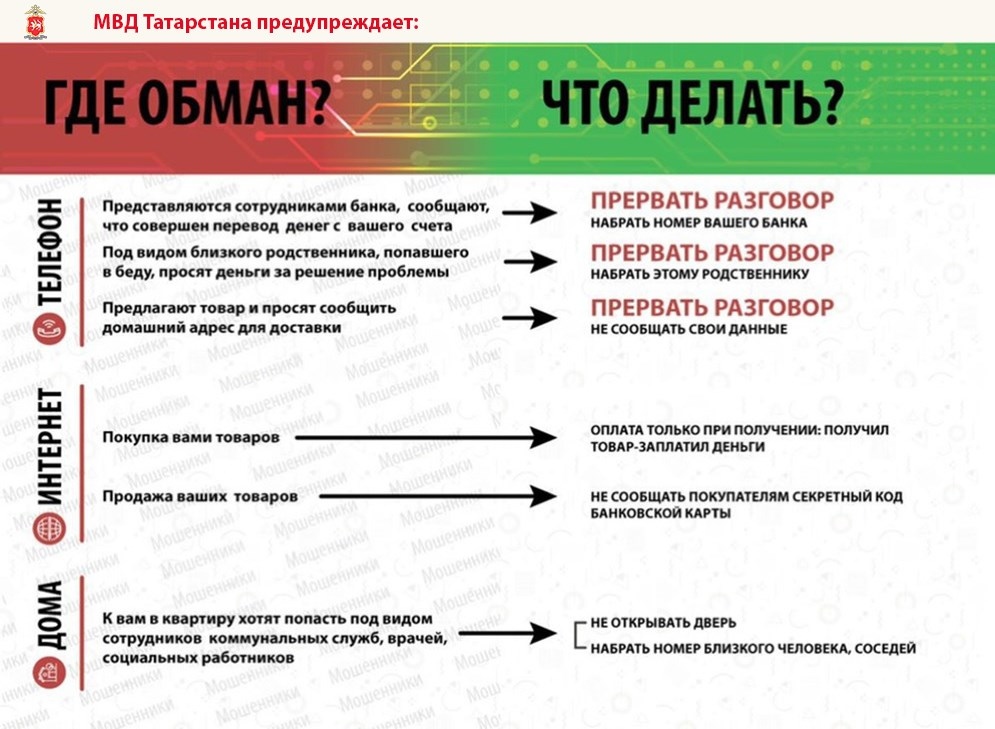 МВД Татарстана предупреждает:
ГДЕ ОБМАН?
ЧТО ДЕЛАТЬ?
ТЕЛЕФОН
Представляются сотрудниками банка, сообщают,
что совершен перевод денег с вашего счета
ПРЕРВАТЬ РАЗГОВОР
НАБРАТЬ НОМЕР ВАШЕГО БАНКА
Под видом близкого родственника, попавшего
в беду, просят деньги за решение проблемы
ПРЕРВАТЬ РАЗГОВОР
НАБРАТЬ ЭТОМУ РОДСТВЕННИКУ
Предлагают товар и просят сообщить
домашний адрес для доставки
ПРЕРВАТЬ РАЗГОВОР
НЕ СООБЩАТЬ СВОИ ДАННЫЕ
ИНТЕРНЕТ
Покупка вами товаров
ОПЛАТА ТОЛЬКО ПРИ ПОЛУЧЕНИИ: ПОЛУЧИЛ
ТОВАР-ЗАПЛАТИЛ ДЕНЬГИ
Продажа ваших товаров
НЕ СООБЩАТЬ ПОКУПАТЕЛЯМ СЕКРЕТНЫЙ КОД
БАНКОВСКОЙ КАРТЫ
ДОМА
К вам в квартиру хотят попасть под видом
сотрудников коммунальных служб, врачей,
социальных работников
НЕ ОТКРЫВАТЬ ДВЕРЬ
НАБРАТЬ НОМЕР БЛИЗКОГО ЧЕЛОВЕКА, СОСЕДЕЙ
Мошенники